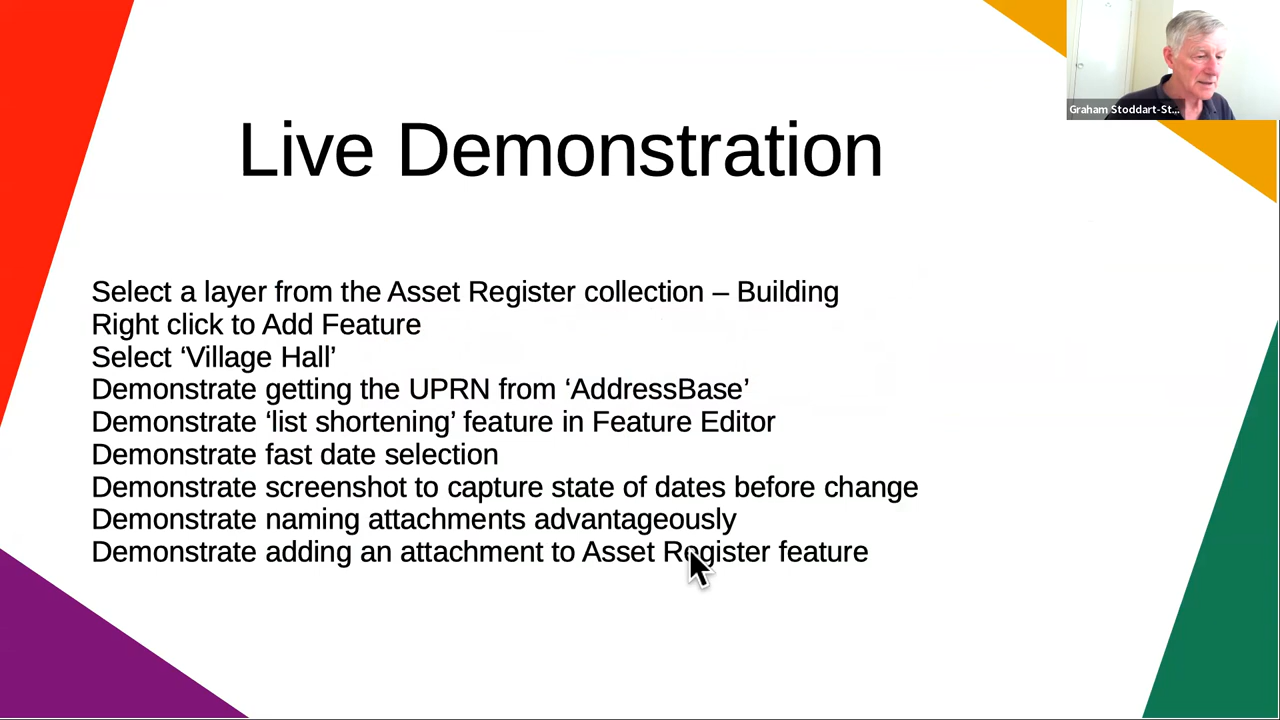 Graham Stoddart-St...
Live Demonstration
Select a layer from the Asset Register collection – Building
Right click to Add Feature
Select ‘Village Hall’
Demonstrate getting the UPRN from ‘AddressBase’
Demonstrate ‘list shortening’ feature in Feature Editor
Demonstrate fast date selection
Demonstrate screenshot to capture state of dates before change
Demonstrate naming attachments advantageously
Demonstrate adding an attachment to Asset Register feature